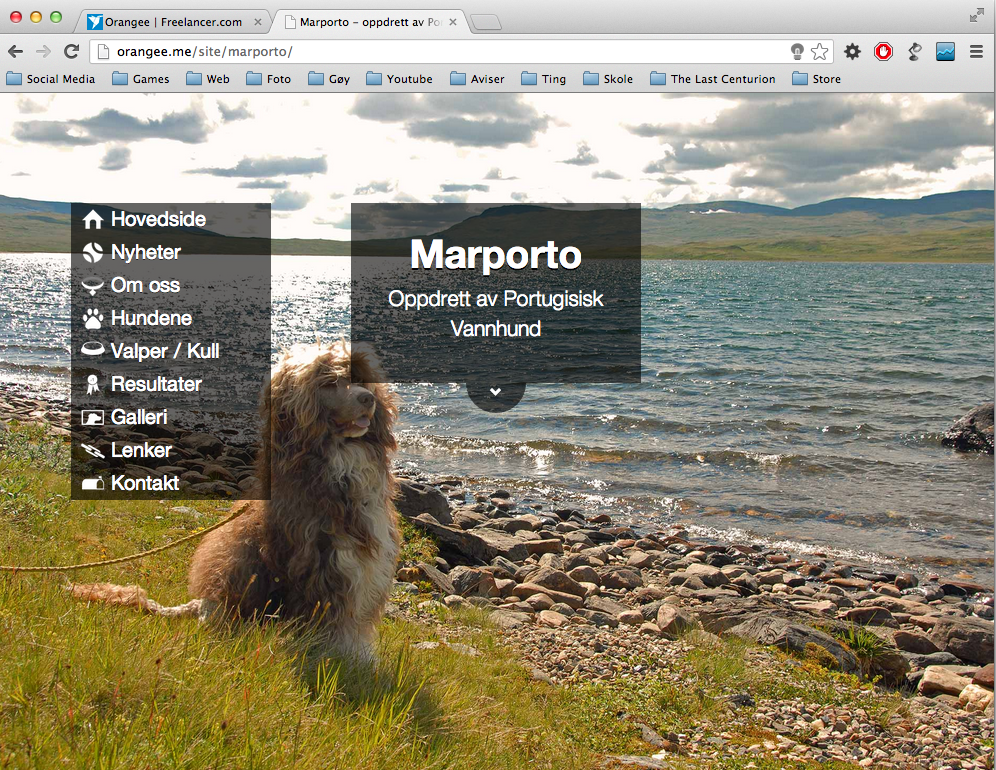 Orangee | Freelancer.com
Marporto – oppdrett av Po
orangee.me/site/marporto/
Social Media
Games
Web
Foto
Gøy
Youtube
Aviser
Ting
Skole
The Last Centurion
Store
Hovedside
Nyheter
Om oss
Hundene
Valper / Kull
Resultater
Galleri
Lenker
Kontakt
Marporto
Oppdrett av Portugisisk
Vannhund